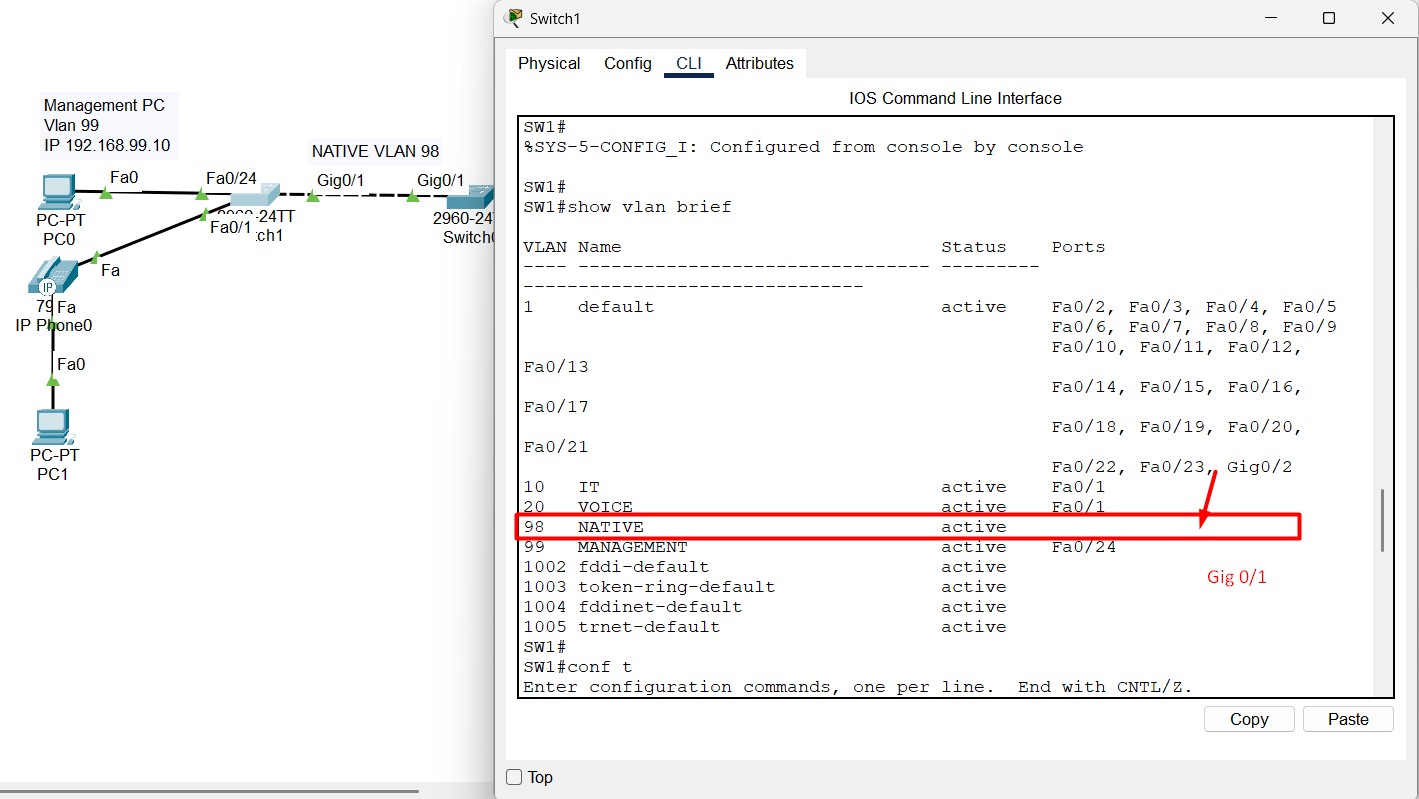 Management PC
Vlan 99
IP 192.168.99.10
NATIVE VLAN 98
Fa0
Fa0/24
Gig0/1
Gig0/1
PC-PT
PC0
2960-24TT
Fa0/1
tch1
2960-24
Switch
Fa
IP
79
Fa
IP Phone0
Fa0
PC-PT
PC1
Switch1
Physical
Config
CLI
Attributes
IOS Command Line Interface
SW1#
%SYS-5-CONFIG_I: Configured from console by console
SW1#
SW1#show vlan brief
VLAN Name Status Ports
---- -------------------------------- ---------
-------------------------------
1 default active Fa0/2, Fa0/3, Fa0/4, Fa0/5
Fa0/6, Fa0/7, Fa0/8, Fa0/9
Fa0/10, Fa0/11, Fa0/12,
Fa0/13
Fa0/14, Fa0/15, Fa0/16,
Fa0/17
Fa0/18, Fa0/19, Fa0/20,
Fa0/21
Fa0/22, Fa0/23, Gig0/2
10 IT active Fa0/1
20 VOICE active Fa0/1
98 NATIVE active
99 MANAGEMENT active Fa0/24
1002 fddi-default active
1003 token-ring-default active
1004 fddinet-default active
1005 trnet-default active
Gig 0/1
SW1#
SW1#conf t
Enter configuration commands, one per line. End with CNTL/Z.
Copy
Paste
Top